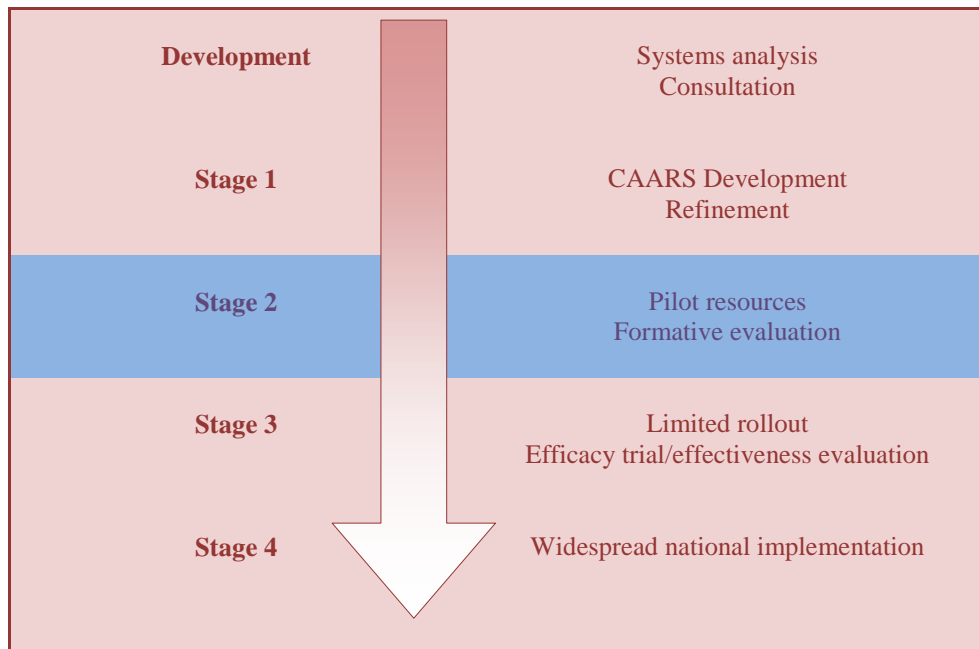 Development
Systems analysis
Consultation
Stage 1
CAARS Development
Refinement
Stage 2
Pilot resources
Formative evaluation
Stage 3
Limited rollout
Efficacy trial/effectiveness evaluation
Stage 4
Widespread national implementation